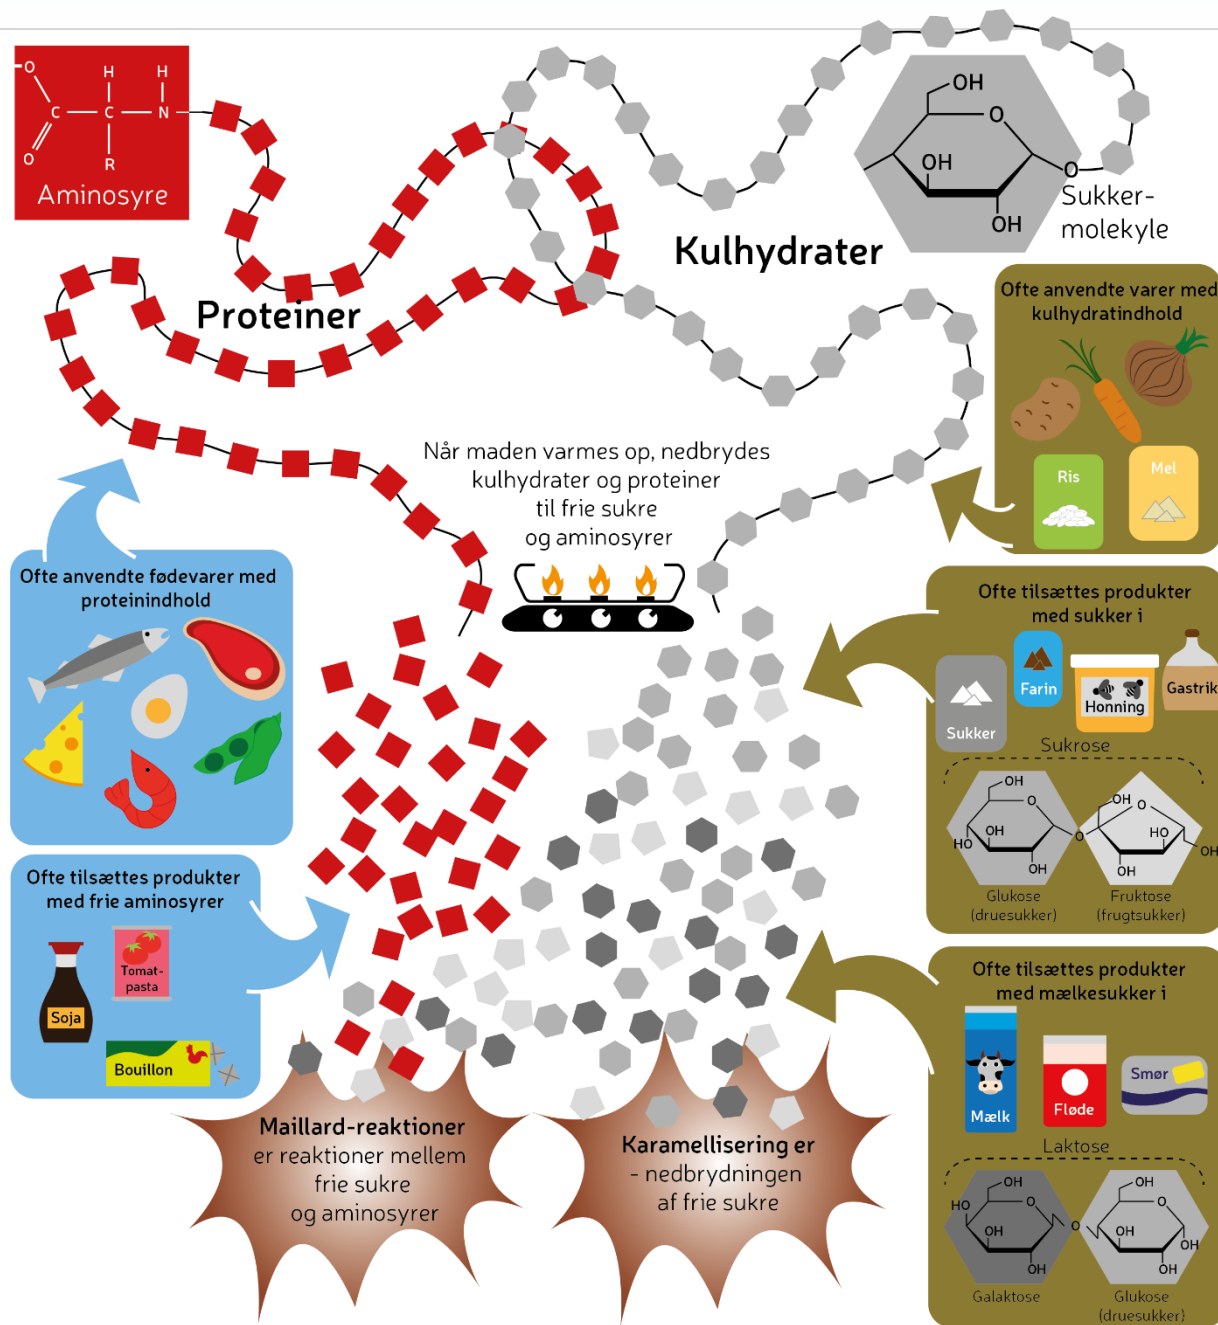 O
C
O
H
C
R
H
N
Aminosyre
Proteiner
OH
O
OH
OH
O
Sukker-
molekyle
Kulhydrater
Ofte anvendte varer med
kulhydratindhold
Ris
Mel
Når maden varmes op, nedbrydes
kulhydrater og proteiner
til frie sukre
og aminosyrer
Ofte anvendte fødevarer med
proteinindhold
Ofte tilsættes produkter
med sukker i
Sukker
Farin
Honning
Gastrik
Sukrose
OH
O
OH
HO
OH
O
OH
O
HO
OH
OH
Glukose
(druesukker)
Fruktose
(frugtsukker)
Ofte tilsættes produkter
med frie aminosyrer
Soja
Tomat-
pasta
Bouillon
Ofte tilsættes produkter
med mælkesukker i
Mælk
Fløde
Smør
Laktose
OH
HO
O
OH
OH
O
OH
O
OH
OH
OH
Galaktose
Glukose
(druesukker)
Maillard-reaktioner
er reaktioner mellem
frie sukre
og aminosyrer
Karamellisering er
- nedbrydningen
af frie sukre